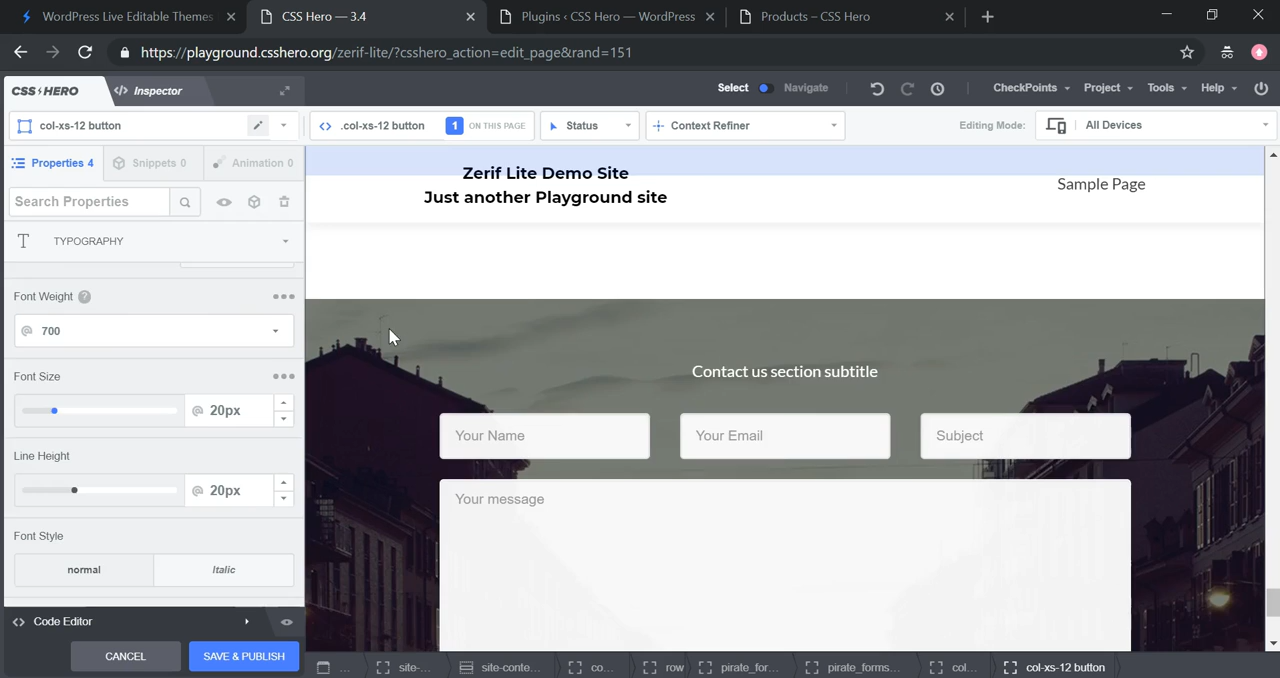 WordPress Live Editable Themes
CSS Hero — 3.4
Plugins ‹ CSS Hero — WordPress
Products – CSS Hero
https://playground.csshero.org/zerif-lite/?csshero_action=edit_page&rand=151
CSS HERO
Inspector
Select
Navigate
CheckPoints
Project
Tools
Help
col-xs-12 button
.col-xs-12 button
1
ON THIS PAGE
Status
Context Refiner
Editing Mode:
All Devices
Properties 4
Snippets 0
Animation 0
Search Properties
TYPOGRAPHY
Font Weight ?
@ 700
Font Size
@ 20px
Line Height
@ 20px
Font Style
normal
Italic
Code Editor
CANCEL
SAVE & PUBLISH
Zerif Lite Demo Site
Just another Playground site
Sample Page
Contact us section subtitle
Your Name
Your Email
Subject
Your message
...
site-...
site-conte...
co...
row
pirate_for...
pirate_forms...
col...
col-xs-12 button